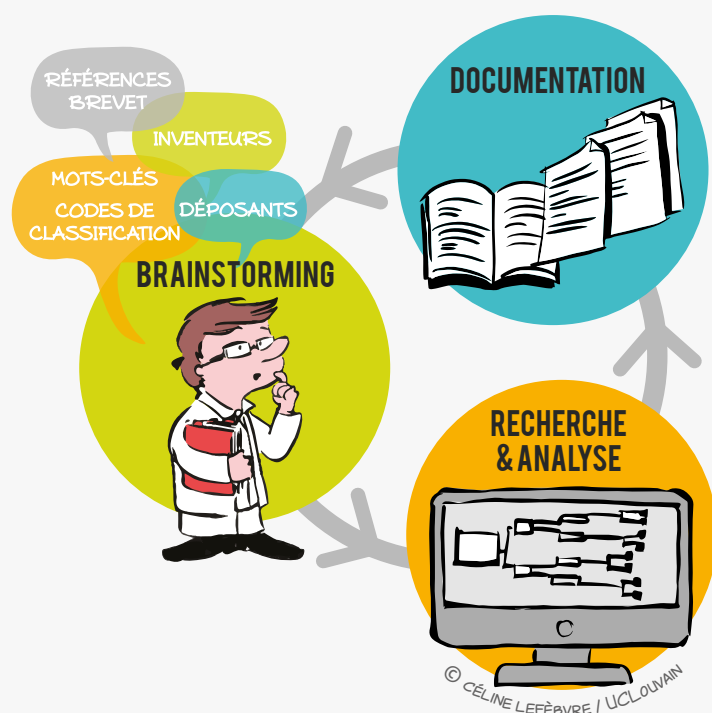 RÉFÉRENCES
BREVET
INVENTEURS
MOTS-CLÉS
CODES DE
CLASSIFICATION
DÉPOSANTS
BRAINSTORMING
DOCUMENTATION
RECHERCHE
& ANALYSE
© CÉLINE LEFÈBVRE / UCLOUVAIN